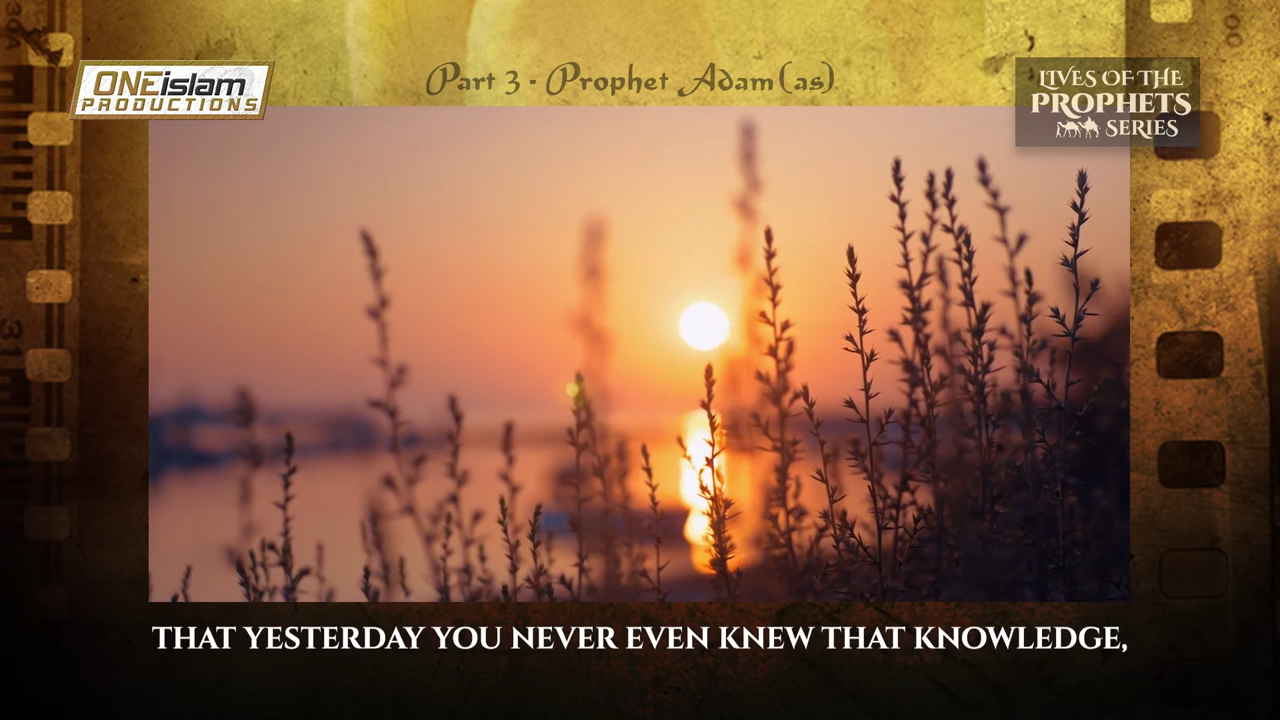 ONEislam
PRODUCTIONS
Part 3 - Prophet Adam (as)
LIVES OF THE
PROPHETS
SERIES
THAT YESTERDAY YOU NEVER EVEN KNEW THAT KNOWLEDGE,